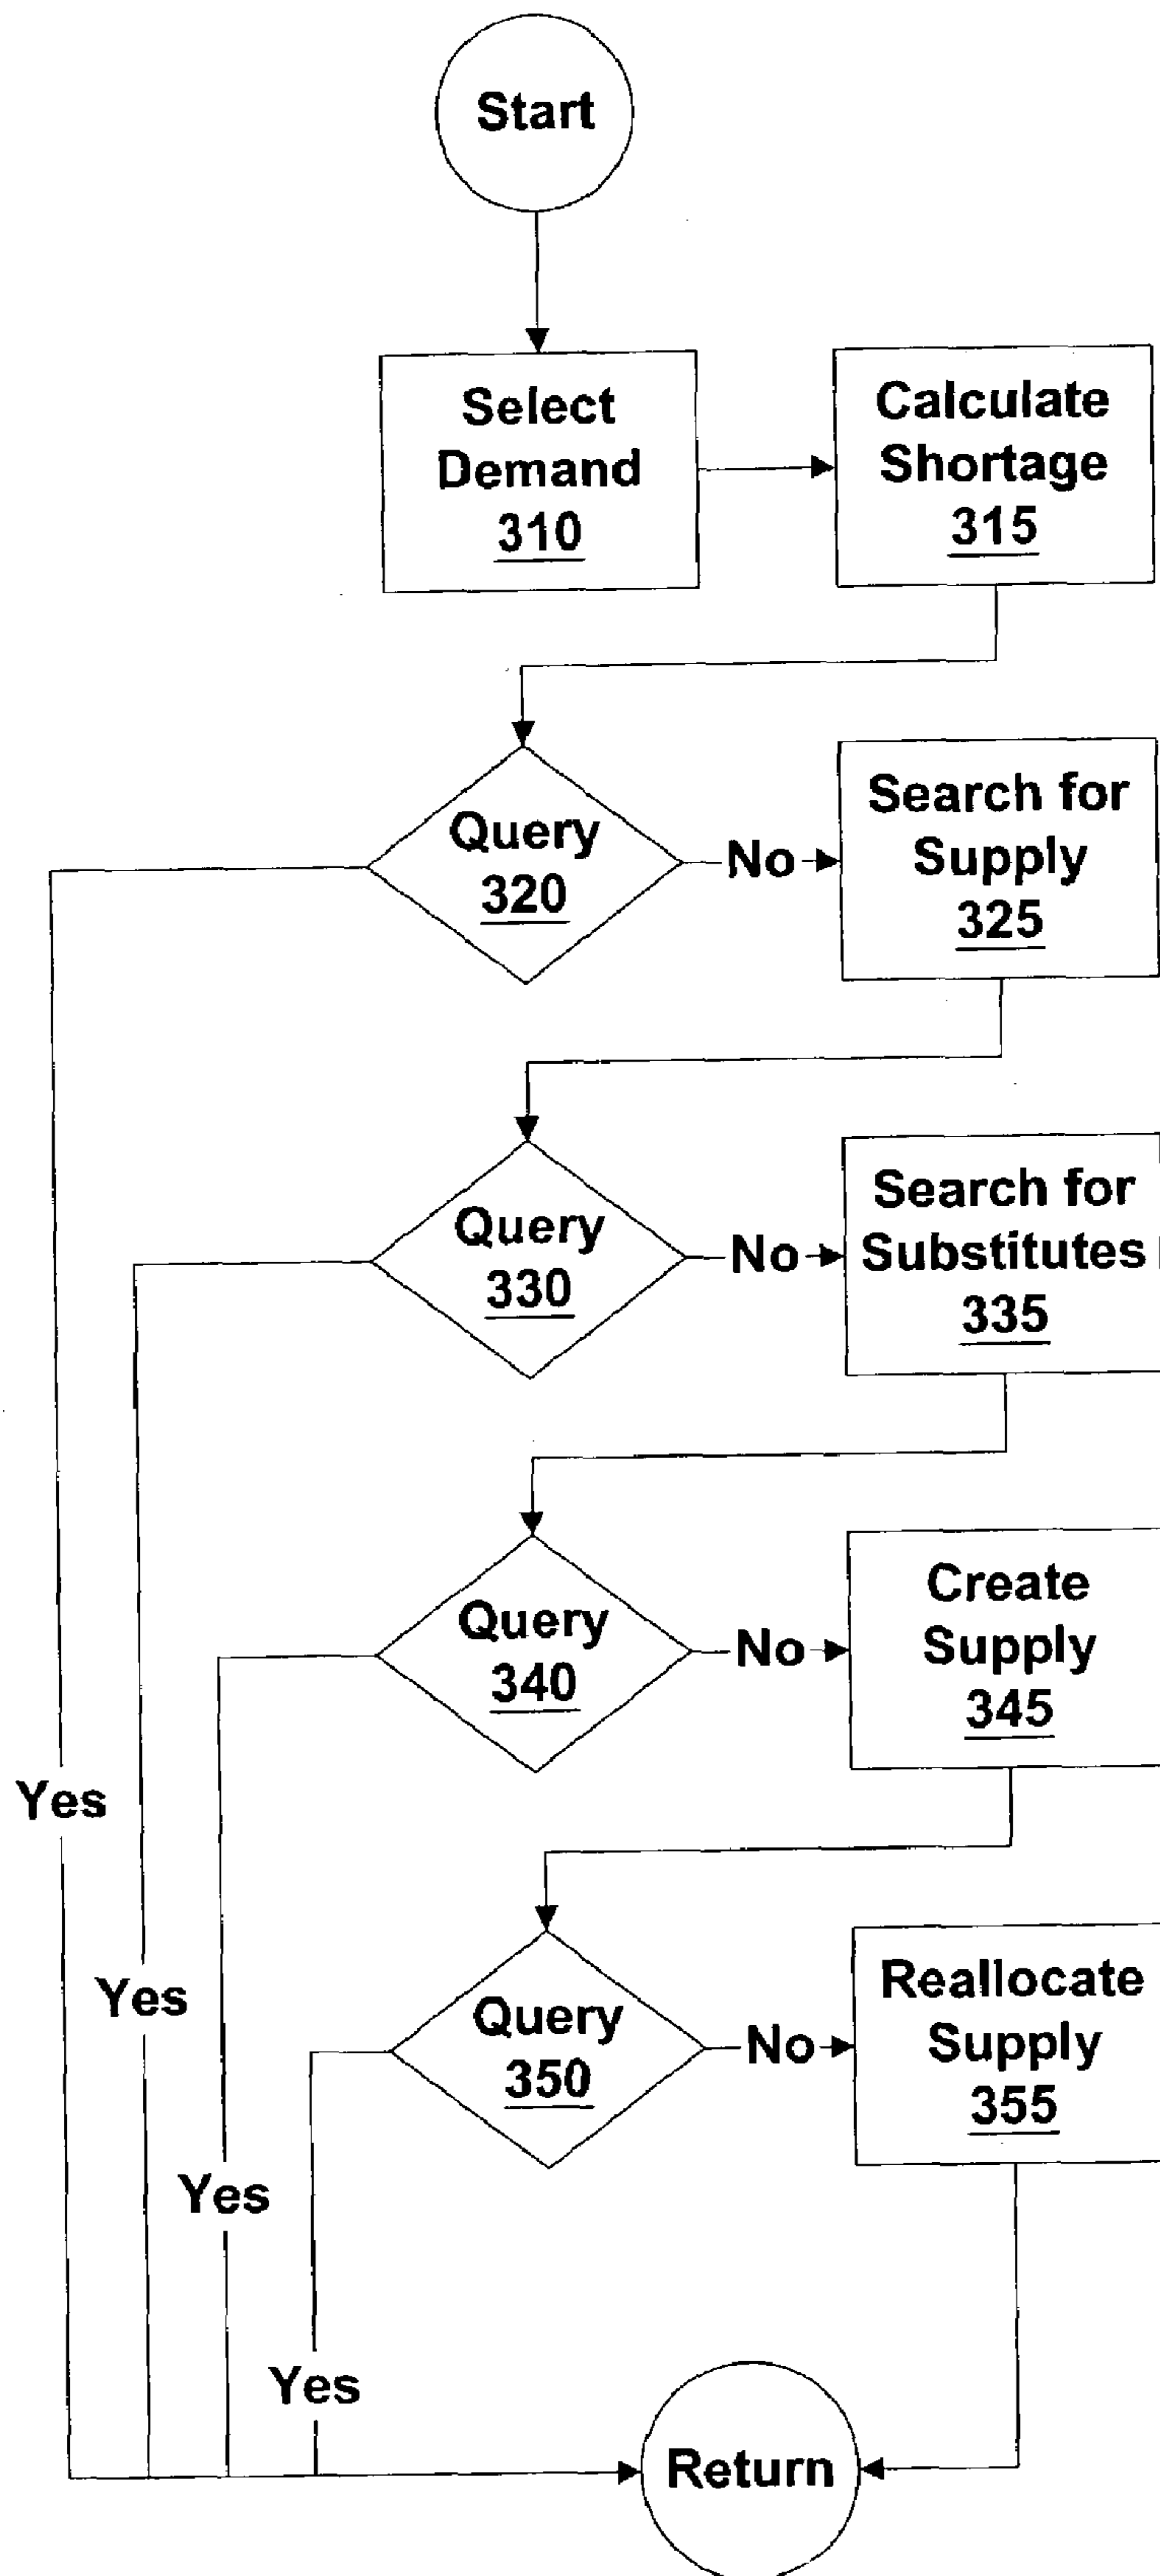 Start
Select
Demand
310
Calculate
Shortage
315
Query
320
No
Search for
Supply
325
Query
330
No
Search for
Substitutes
335
Query
340
No
Create
Supply
345
Yes
Query
350
No
Reallocate
Supply
355
Yes
Yes
Yes
Return